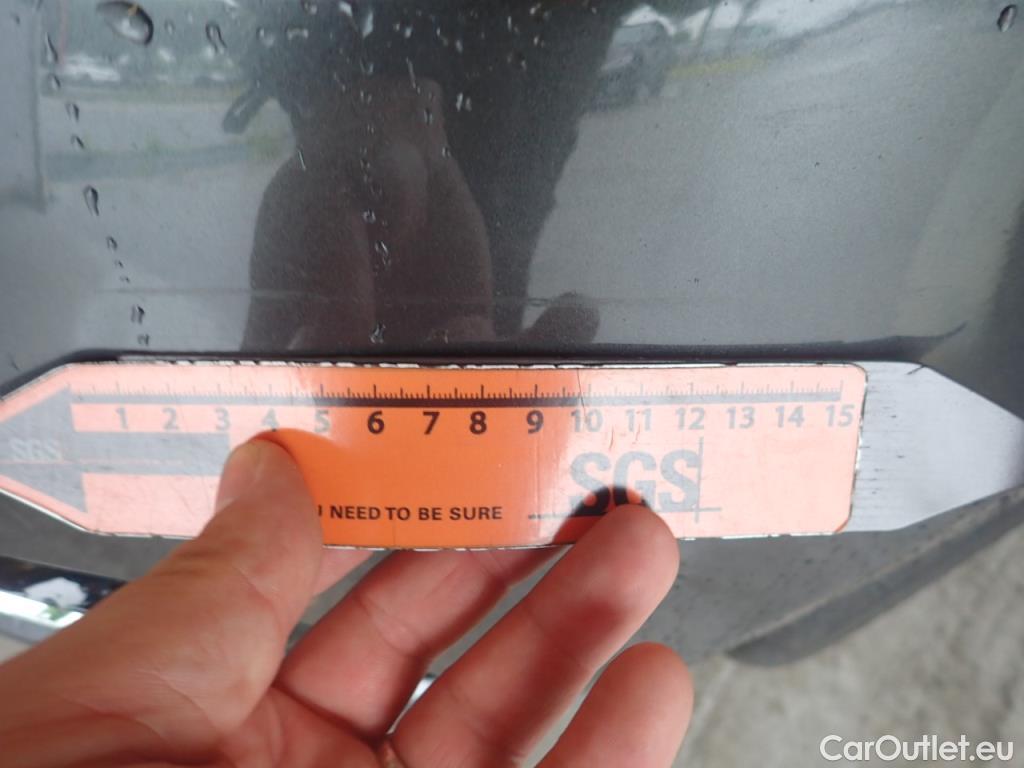 1 2 3 4 5 6 7 8 9 10 11 12 13 14 15
SGS
SGS
NEED TO BE SURE
CarOutlet.eu